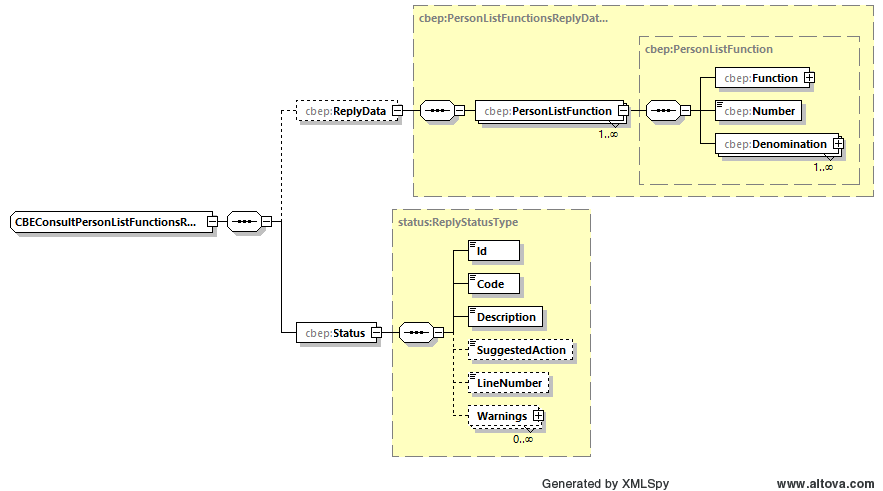 cbep:PersonListFunctionsReplyDat...
cbep:PersonListFunction
cbep:Function
cbep:ReplyData
cbep:PersonListFunction
cbep:Number
1..∞
cbep:Denomination
1..∞
CBEConsultPersonListFunctionsR...
status:ReplyStatusType
Id
Code
Description
cbep:Status
SuggestedAction
LineNumber
Warnings
0..∞
Generated by XMLSpy
www.altova.com